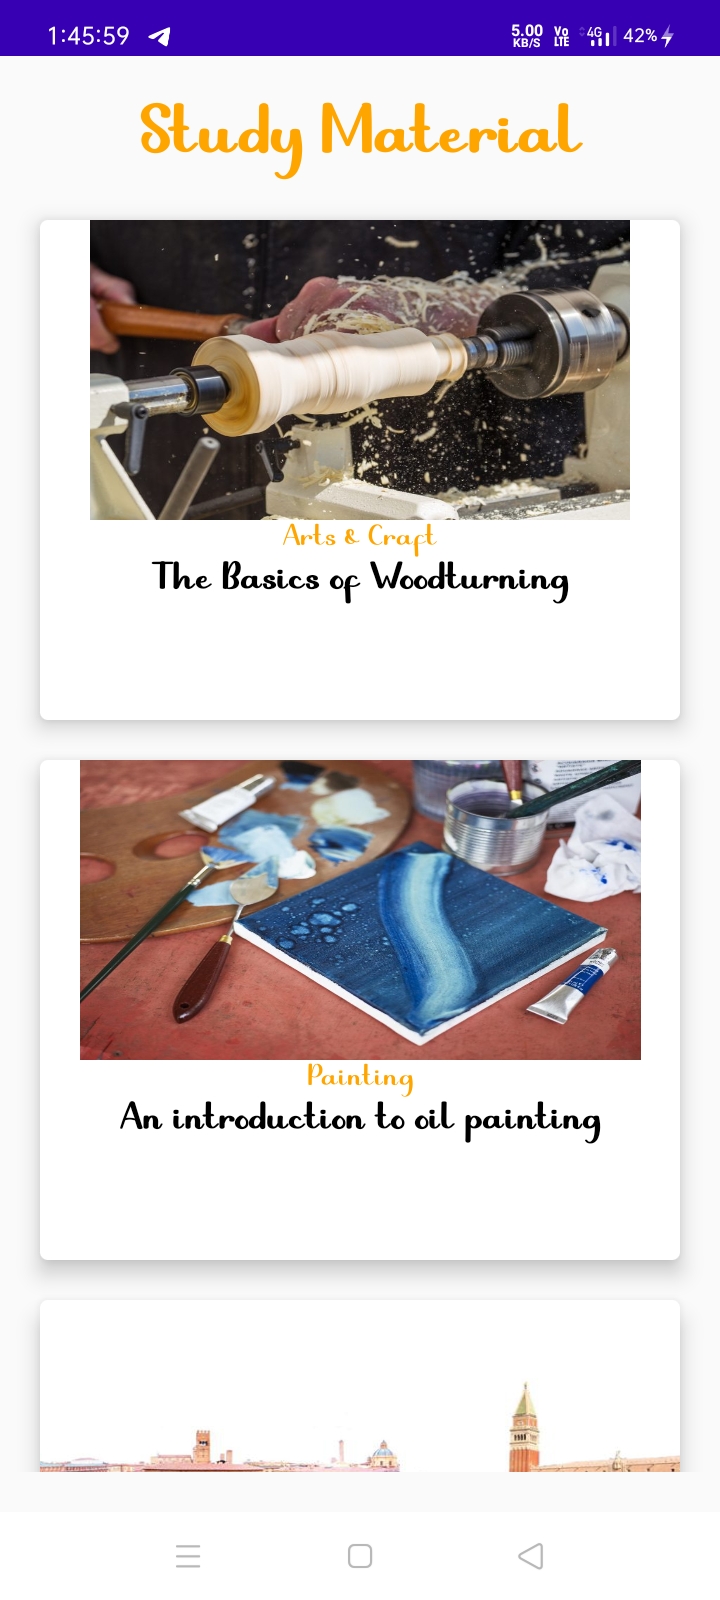 1:45:59
5.00 KB/S Vo LTE 4G 42%
Study Material
Arts & Craft
The Basics of Woodturning
Painting
An introduction to oil painting